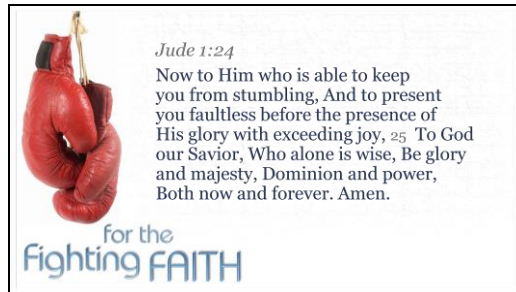 Jude 1:24
Now to Him who is able to keep
you from stumbling, And to present
you faultless before the presence of
His glory with exceeding joy, 25 To God
our Savior, Who alone is wise, Be glory
and majesty, Dominion and power,
Both now and forever. Amen.
for the
Fighting FAITH